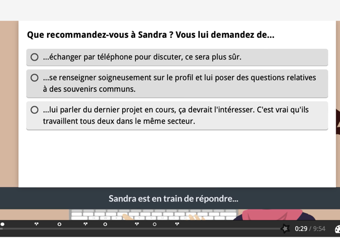 Que recommandez-vous à Sandra ? Vous lui demandez de...
...échanger par téléphone pour discuter, ce sera plus sûr.
...se renseigner soigneusement sur le profil et lui poser des questions relatives
à des souvenirs communs.
...lui parler du dernier projet en cours, ça devrait l'intéresser. C'est vrai qu'ils
travaillent tous deux dans le même secteur.
Sandra est en train de répondre...
0:29 / 9:54